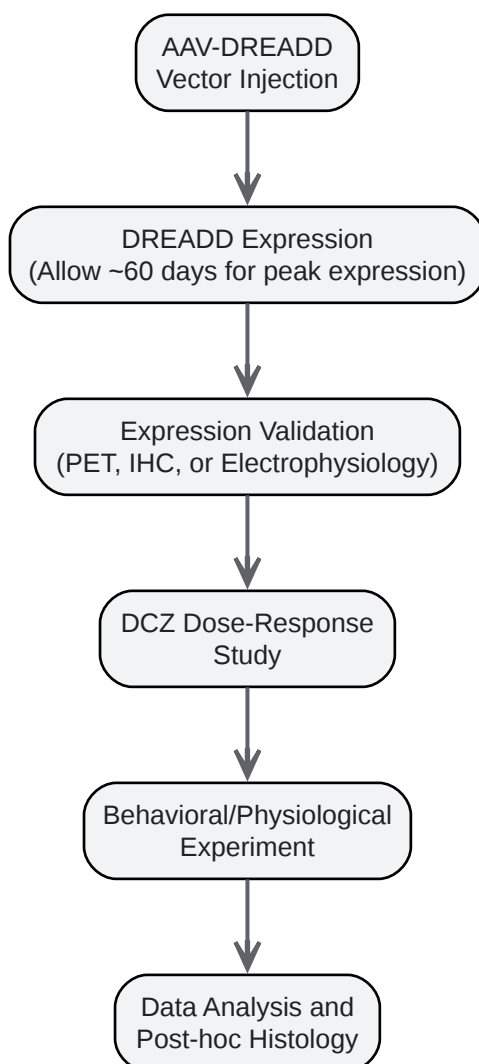 AAV-DREADD
Vector Injection
DREADD Expression
(Allow ~60 days for peak expression)
Expression Validation
(PET, IHC, or Electrophysiology)
DCZ Dose-Response
Study
Behavioral/Physiological
Experiment
Data Analysis and
Post-hoc Histology